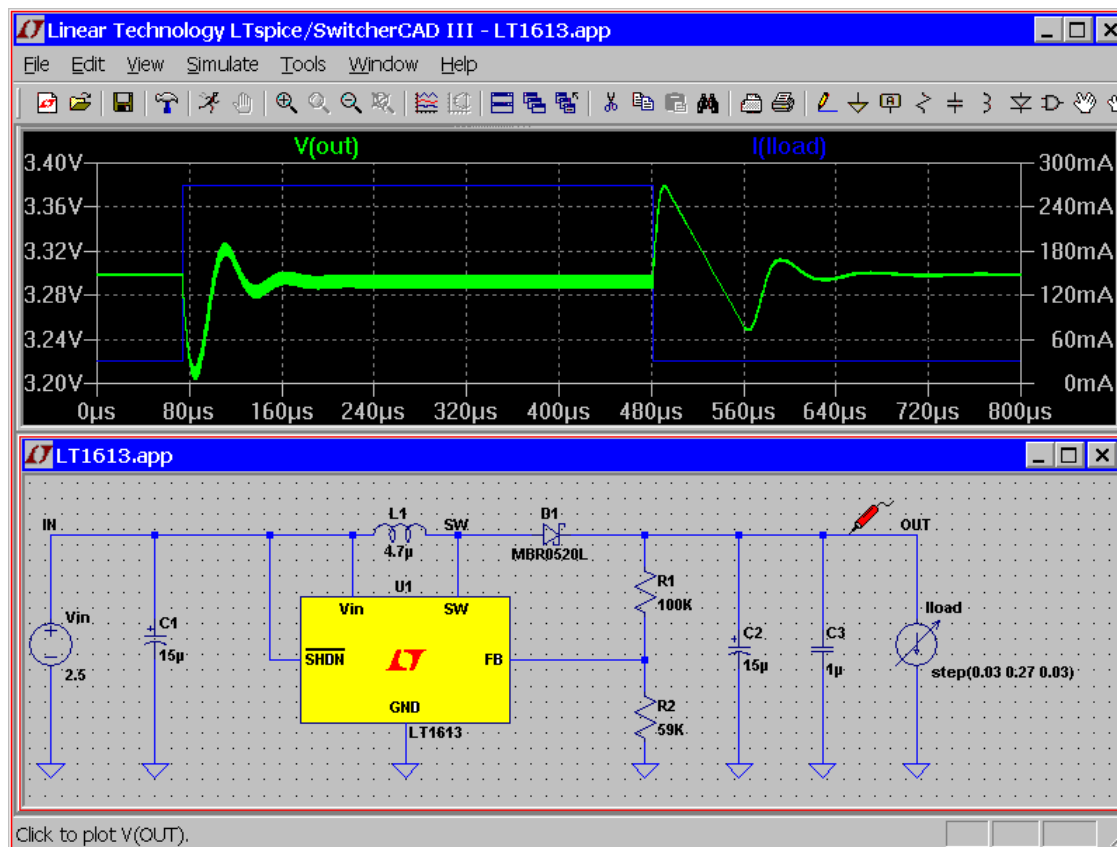 Linear Technology LTspice/SwitcherCAD III - LT1613.app
File Edit View Simulate Tools Window Help
V(out) I(Iload)
3.40V 300mA
3.36V 240mA
3.32V 180mA
3.28V 120mA
3.24V 60mA
3.20V 0mA
0µs 80µs 160µs 240µs 320µs 400µs 480µs 560µs 640µs 720µs 800µs
LT1613.app
IN L1 SW D1 OUT
4.7µ MBR0520L
U1
Vin SW
R1
100K
Iload
Vin
C1
C2 C3
SHDN FB
15µ
15µ 1µ
2.5
step(0.03 0.27 0.03)
GND
R2
LT1613
59K
Click to plot V(OUT).